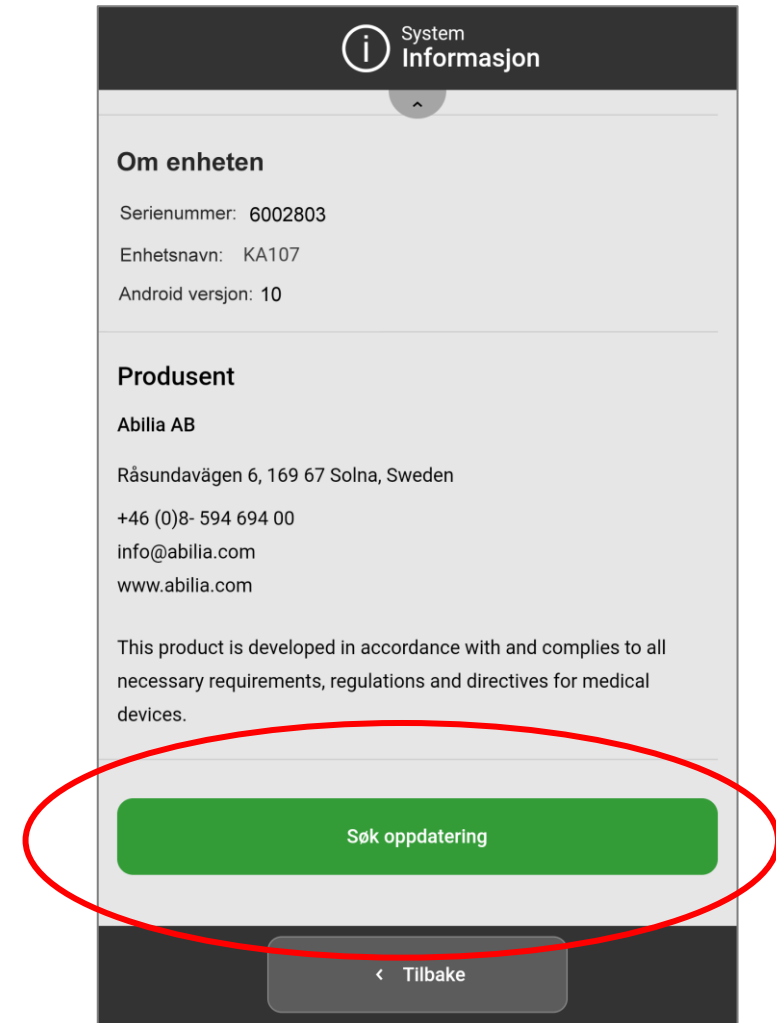 System
Informasjon
Om enheten
Serienummer: 6002803
Enhetsnavn: KA107
Android versjon: 10
Produsent
Abilia AB
Råsundavägen 6, 169 67 Solna, Sweden
+46 (0)8- 594 694 00
info@abilia.com
www.abilia.com
This product is developed in accordance with and complies to all
necessary requirements, regulations and directives for medical
devices.
Søk oppdatering
Tilbake